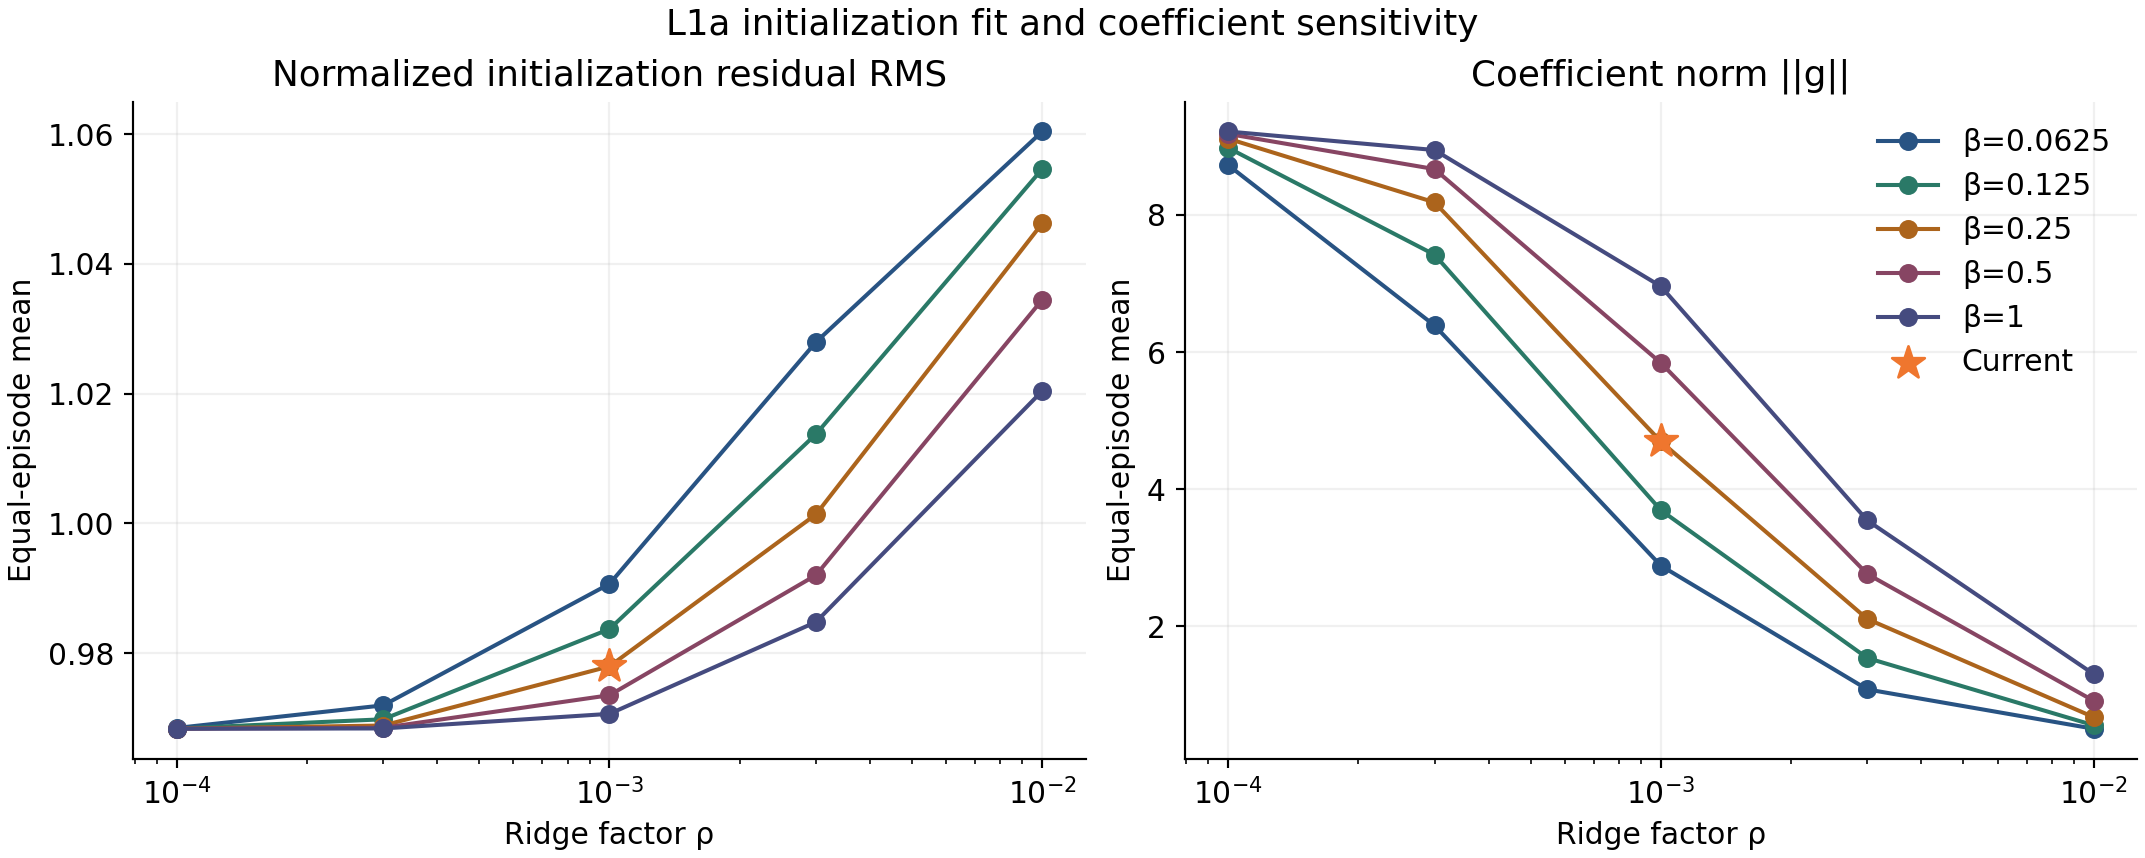 L1a initialization fit and coefficient sensitivity
Normalized initialization residual RMS
Equal-episode mean
1.06
1.04
1.02
1.00
0.98
10⁻⁴
10⁻³
10⁻²
Ridge factor ρ
Coefficient norm ||g||
Equal-episode mean
8
6
4
2
10⁻⁴
10⁻³
10⁻²
Ridge factor ρ
β=0.0625
β=0.125
β=0.25
β=0.5
β=1
Current